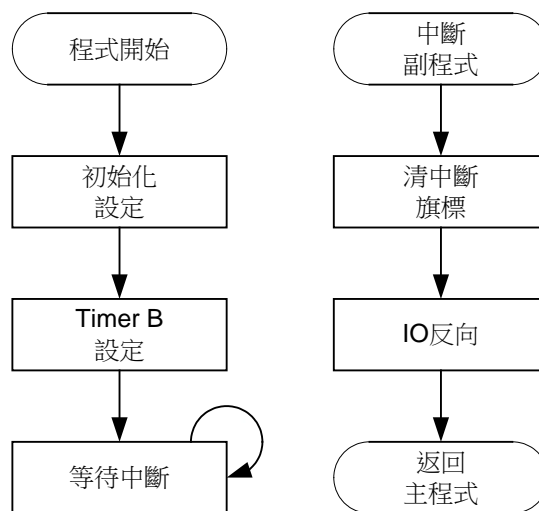 程式開始
初始化
設定
Timer B
設定
等待中斷
中斷
副程式
清中斷
旗標
IO反向
返回
主程式